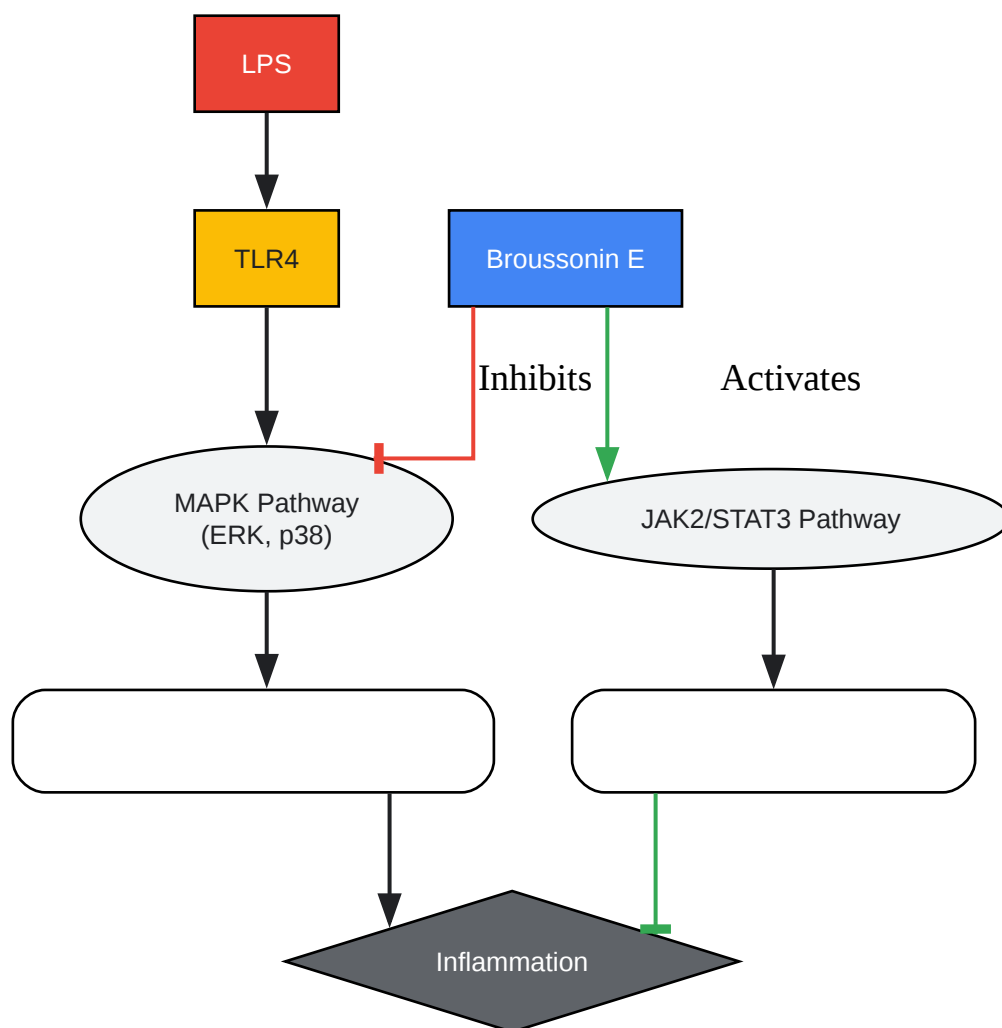 LPS
TLR4
Broussonin E
Inhibits
Activates
MAPK Pathway
(ERK, p38)
JAK2/STAT3 Pathway
Inflammation